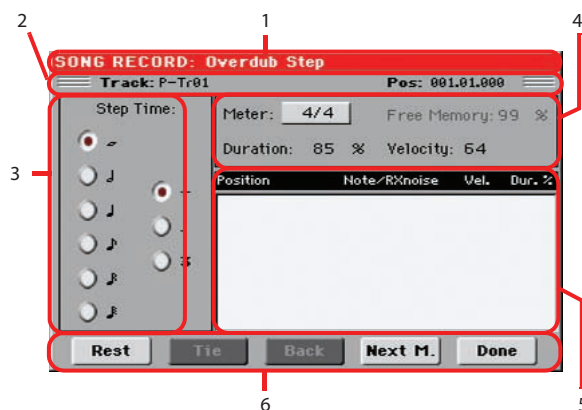 2
1
4
SONG RECORD: Overdub Step
Track: P-Tr01 Pos: 001.01.000
Step Time:
Meter: 4/4 Free Memory: 99 %
Duration: 85 % Velocity: 64
3
Position Note/RXnoise Vel. Dur.%
Rest Tie Back Next M. Done
6
5